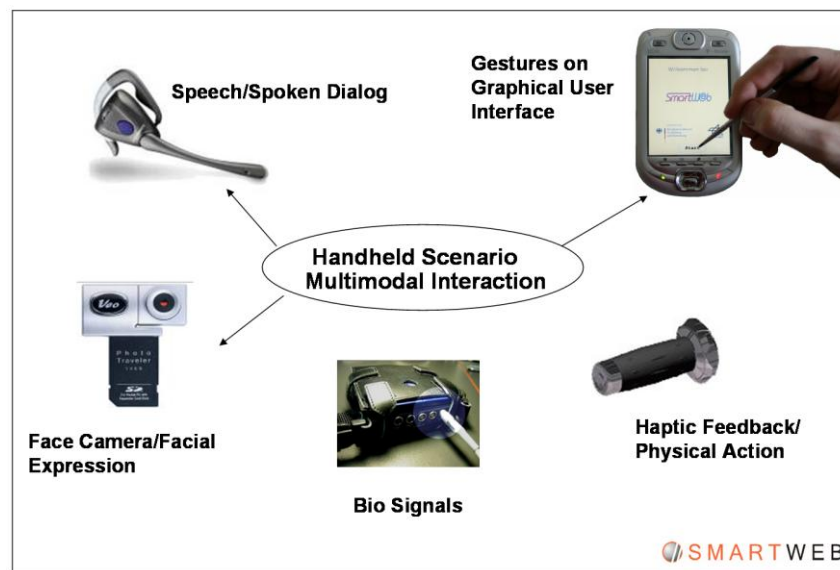 Speech/Spoken Dialog
Gestures on
Graphical User
Interface
SmartWeb
Start
Handheld Scenario
Multimodal Interaction
Veo
Photo
Traveler
SD
Face Camera/Facial
Expression
Bio Signals
Haptic Feedback/
Physical Action
SMARTWEB